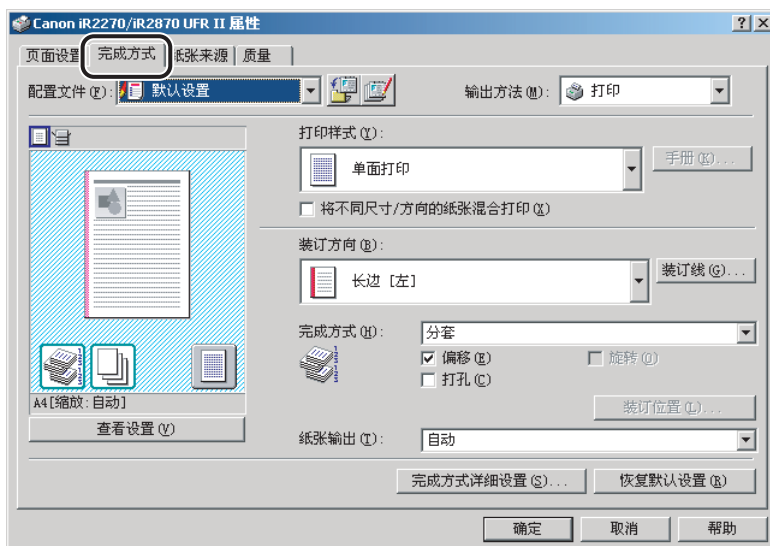 Canon iR2270/iR2870 UFR II 属性
页面设置 完成方式 纸张来源 质量
配置文件(F): 默认设置 输出方法(M): 打印
打印样式(Y):
单面打印 手册(K)...
将不同尺寸/方向的纸张混合打印(X)
装订方向(B):
长边 [左] 装订线(G)...
完成方式(H): 分套
偏移(E) 旋转(O)
打孔(C)
A4[缩放:自动] 装订位置(L)...
查看设置(V)
纸张输出(T): 自动
完成方式详细设置(S)... 恢复默认设置(R)
确定 取消 帮助